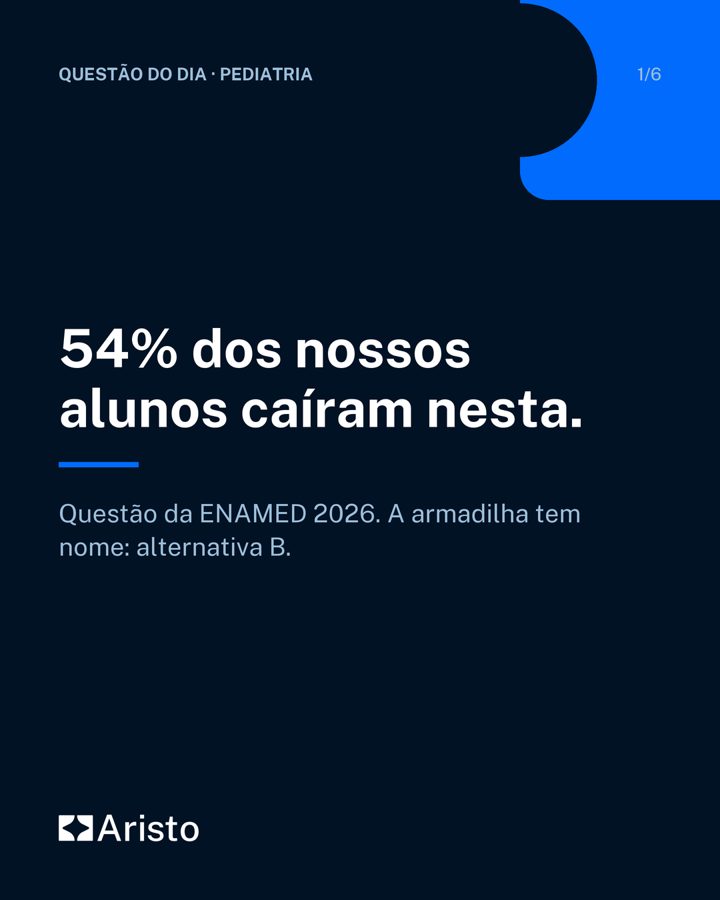 QUESTÃO DO DIA · PEDIATRIA
1/6
54% dos nossos
alunos caíram nesta.
Questão da ENAMED 2026. A armadilha tem
nome: alternativa B.
Aristo